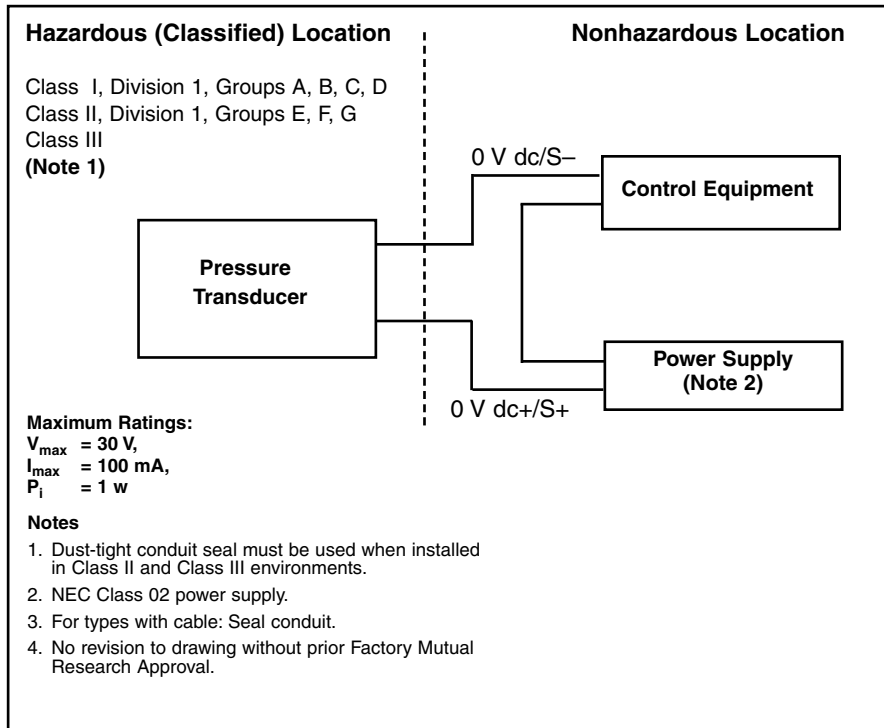 Hazardous (Classified) Location
Nonhazardous Location
Class I, Division 1, Groups A, B, C, D
Class II, Division 1, Groups E, F, G
Class III
(Note 1)
0 V dc/S–
Control Equipment
Pressure
Transducer
Power Supply
(Note 2)
0 V dc+/S+
Maximum Ratings:
Vmax = 30 V,
Imax = 100 mA,
Pi = 1 w
Notes
1. Dust-tight conduit seal must be used when installed
in Class II and Class III environments.
2. NEC Class 02 power supply.
3. For types with cable: Seal conduit.
4. No revision to drawing without prior Factory Mutual
Research Approval.